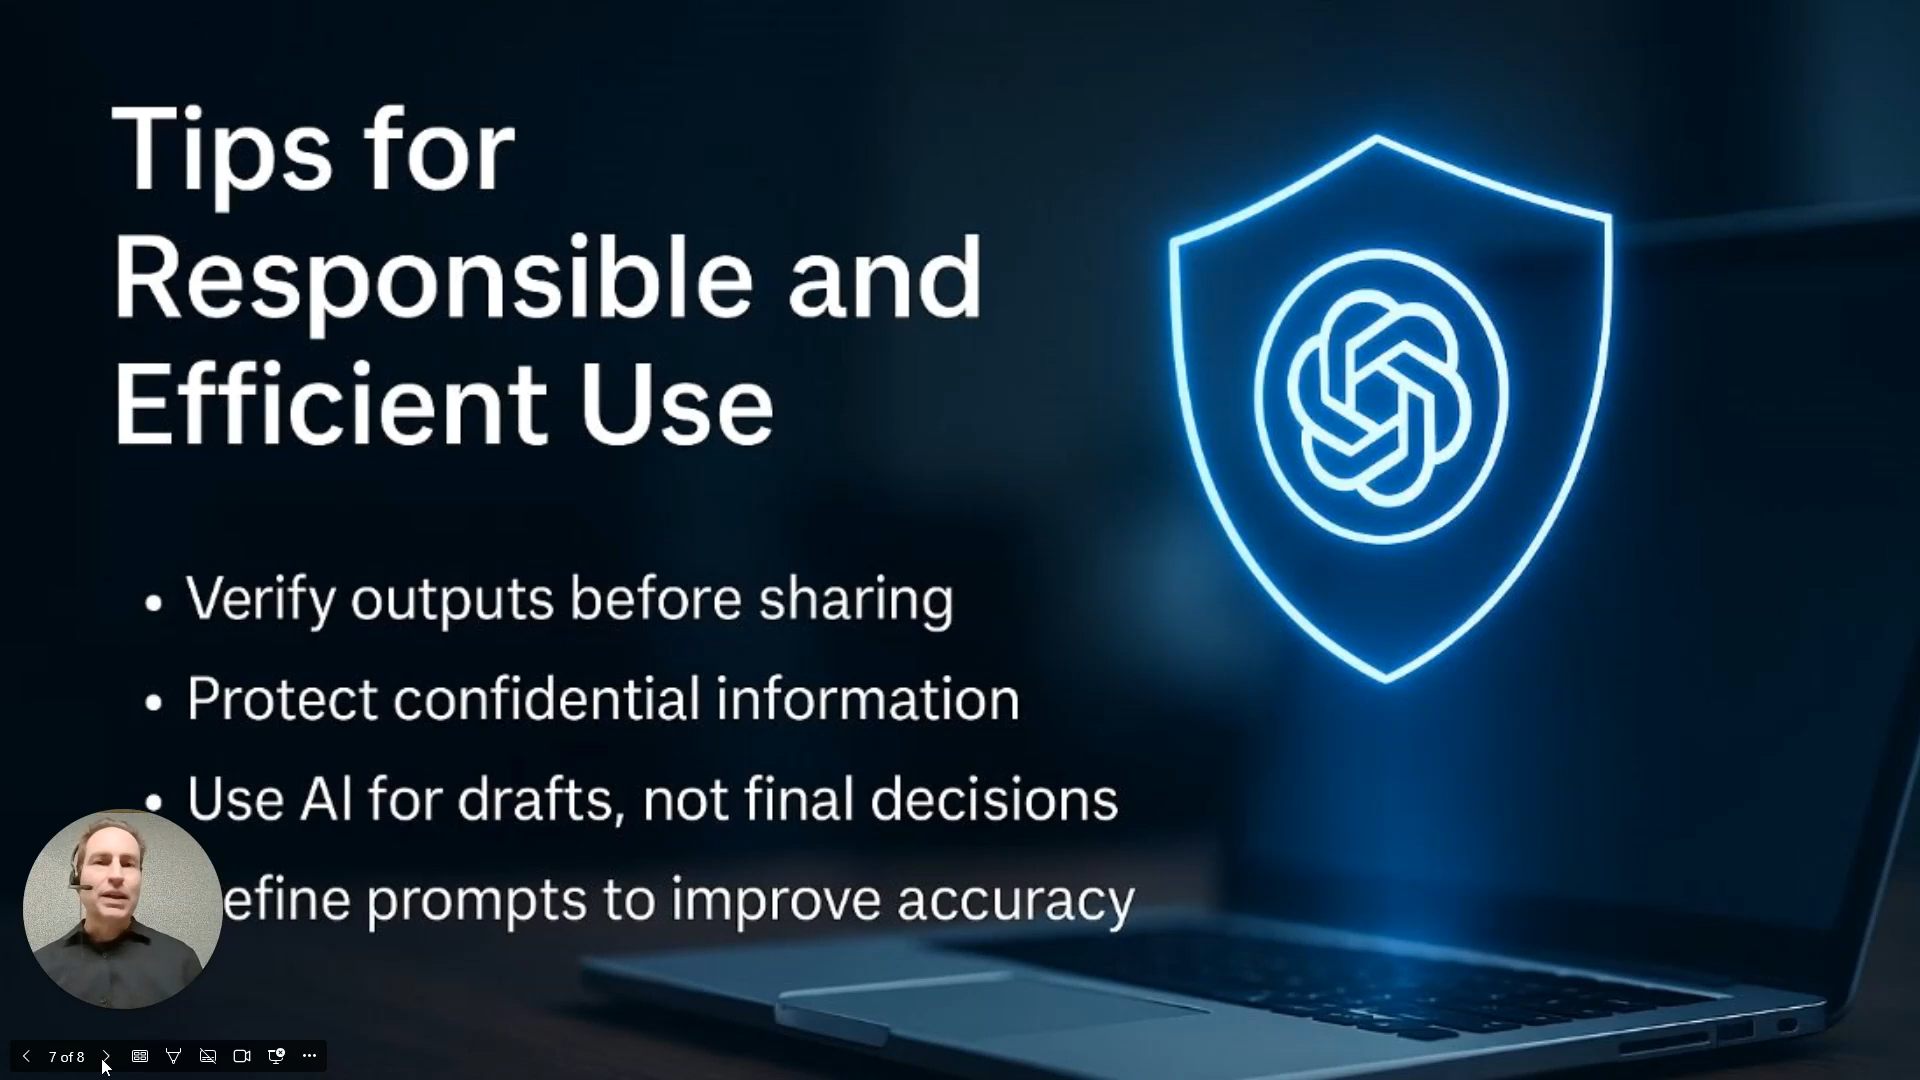 Tips for
Responsible and
Efficient Use
• Verify outputs before sharing
• Protect confidential information
• Use AI for drafts, not final decisions
efine prompts to improve accuracy
7 of 8